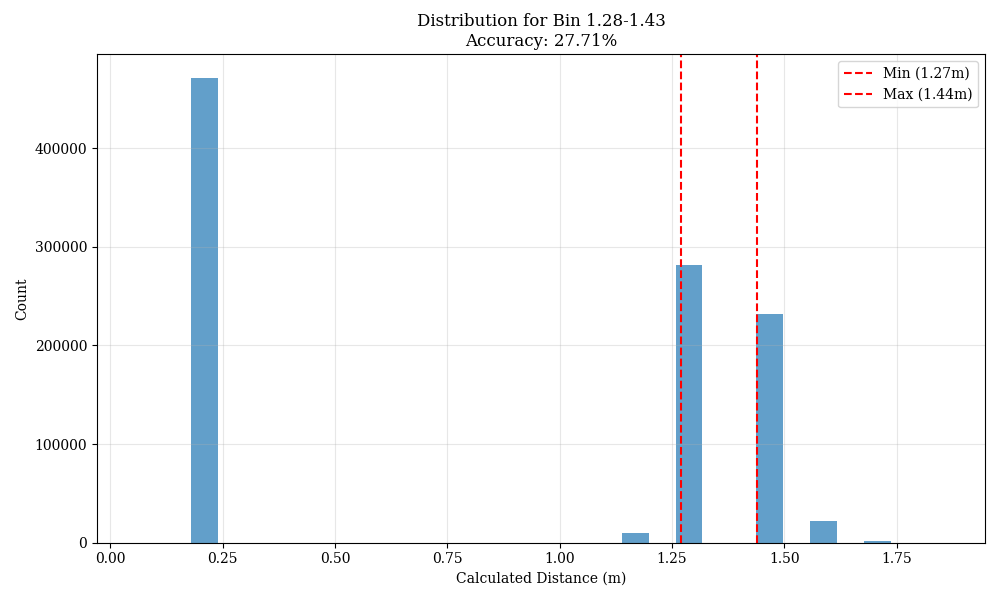 Distribution for Bin 1.28-1.43
Accuracy: 27.71%
Min (1.27m)
Max (1.44m)
Count
400000
300000
200000
100000
0
0.00 0.25 0.50 0.75 1.00 1.25 1.50 1.75
Calculated Distance (m)